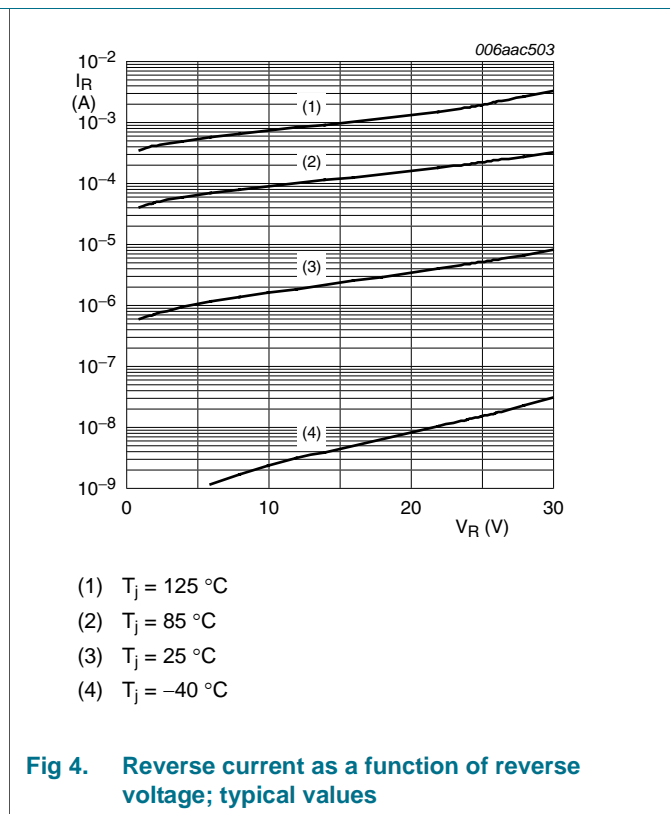 006aac503
10−2
IR
(A)
10−3
10−4
10−5
10−6
10−7
10−8
10−9
(1)
(2)
(3)
(4)
0
10
20
30
VR (V)
(1) Tj = 125 °C
(2) Tj = 85 °C
(3) Tj = 25 °C
(4) Tj = −40 °C
Fig 4. Reverse current as a function of reverse
voltage; typical values